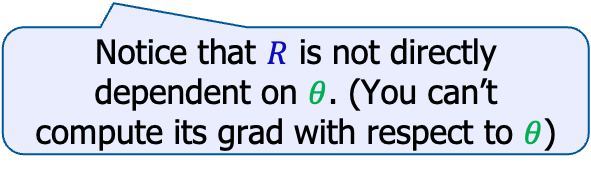 Notice that R is not directly
dependent on θ. (You can’t
compute its grad with respect to θ)